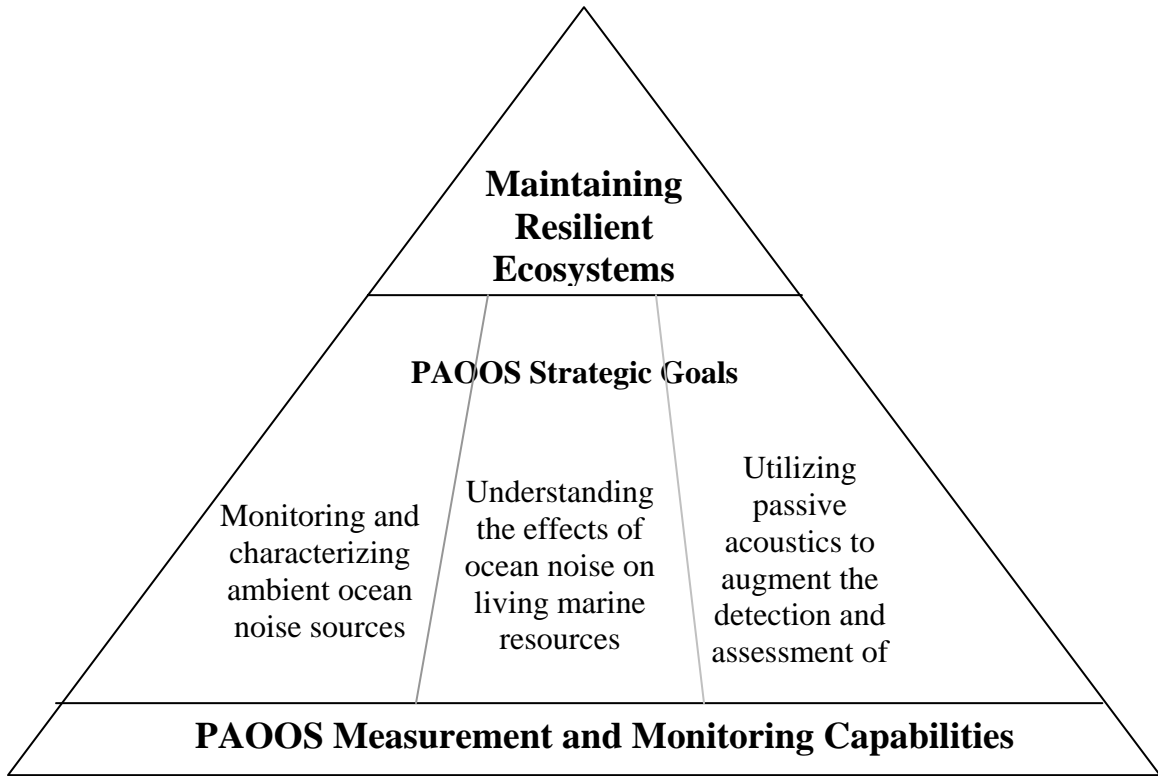 Maintaining
Resilient
Ecosystems
PAOOS Strategic Goals
Monitoring and
characterizing
ambient ocean
noise sources
Understanding
the effects of
ocean noise on
living marine
resources
Utilizing
passive
acoustics to
augment the
detection and
assessment of
PAOOS Measurement and Monitoring Capabilities